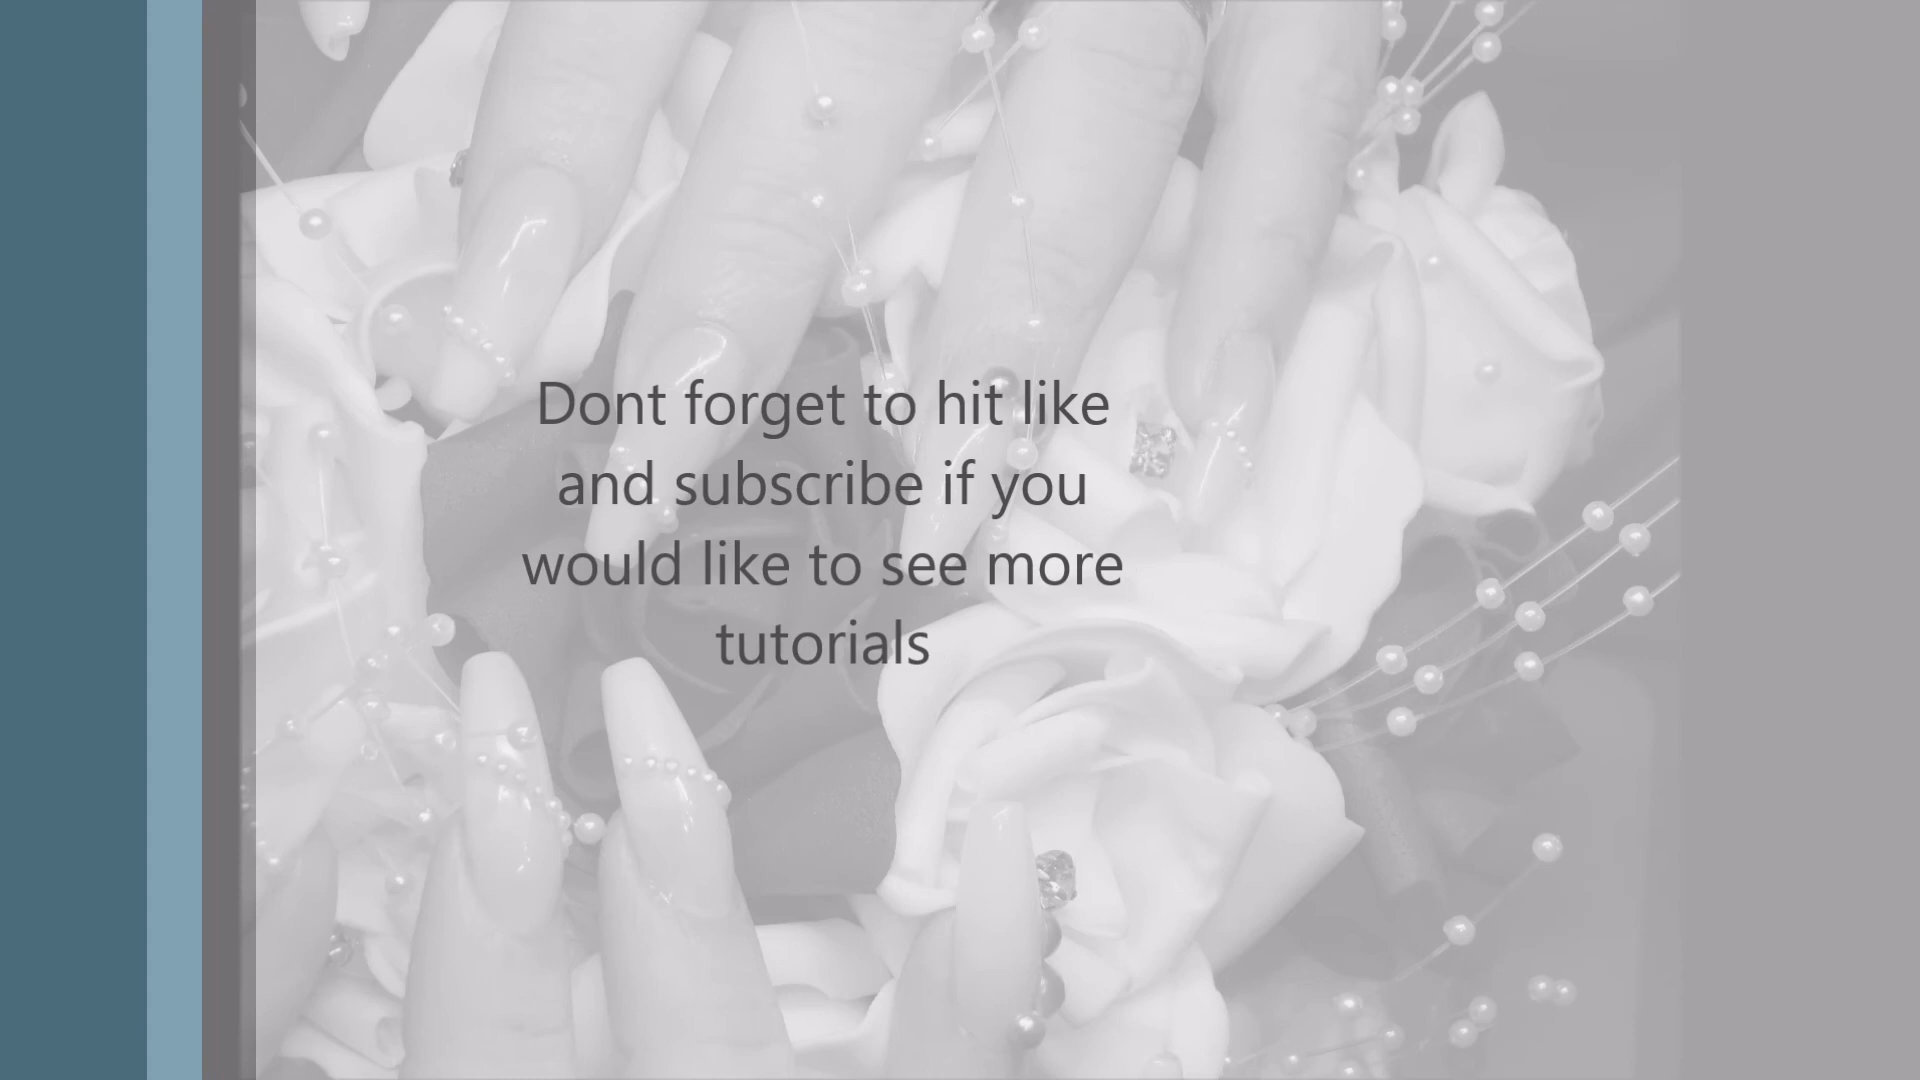 Dont forget to hit like
and subscribe if you
would like to see more
tutorials